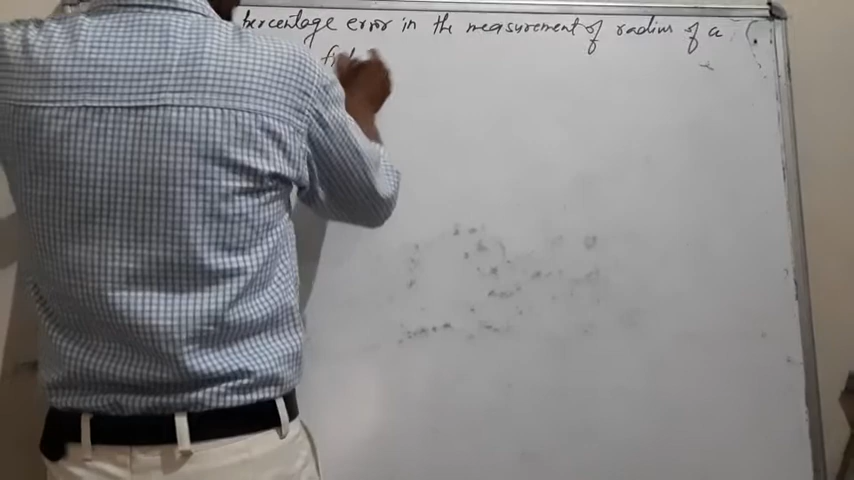 percentage error in the measurement of radius of a